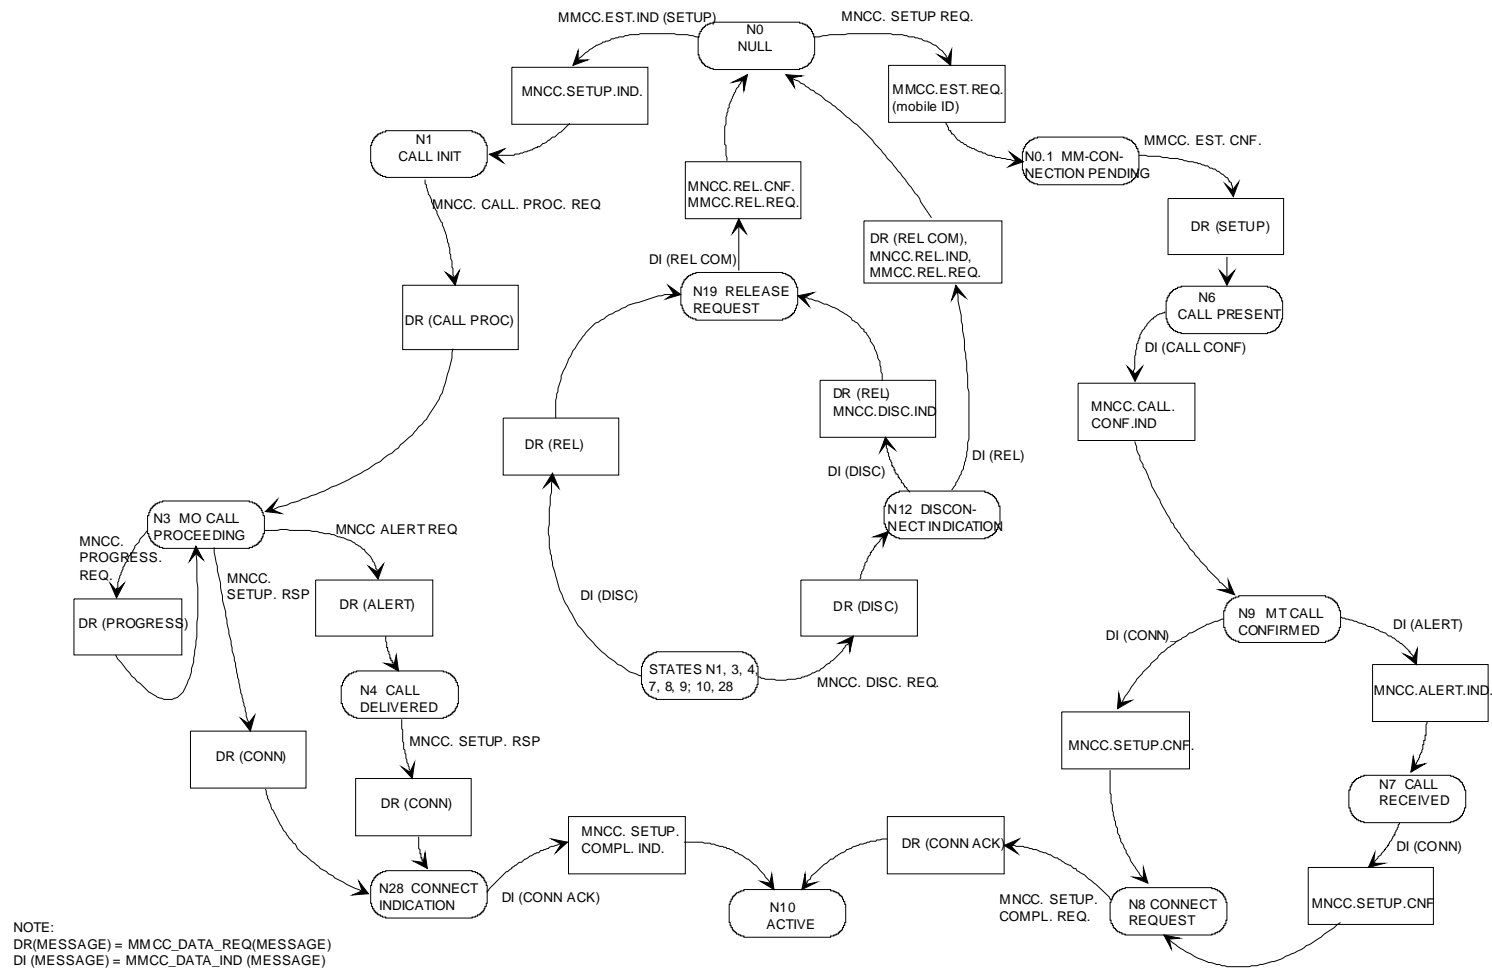 MMCC.EST.IND (SETUP)
N0
NULL
MNCC. SETUP REQ.
MNCC.SETUP.IND.
MMCC.EST.REQ.
(mobile ID)
N1
CALL INIT
N0.1 MM-CON-
NECTION PENDING
MMCC. EST. CNF.
MNCC. CALL. PROC. REQ
MNCC.REL.CNF.
MMCC.REL.REQ.
DR (SETUP)
DR (REL COM),
MNCC.REL.IND,
MMCC.REL.REQ.
DI (REL COM)
N19 RELEASE
REQUEST
N6
CALL PRESENT
DR (CALL PROC)
DI (CALL CONF)
DR (REL)
MNCC.DISC.IND
MNCC.CALL.
CONF.IND
DR (REL)
DI (DISC)
DI (REL)
N3 MO CALL
PROCEEDING
MNCC ALERT REQ
N12 DISCON-
NECT INDICATION
MNCC.
PROGRESS.
REQ.
MNCC.
SETUP. RSP
DI (DISC)
DR (PROGRESS)
DR (ALERT)
DR (DISC)
N9 MT CALL
CONFIRMED
DI (CONN)
DI (ALERT)
STATES N1, 3, 4,
7, 8, 9; 10, 28
MNCC. DISC. REQ.
N4 CALL
DELIVERED
MNCC.ALERT.IND.
MNCC. SETUP. RSP
DR (CONN)
MNCC.SETUP.CNF.
DR (CONN)
N7 CALL
RECEIVED
MNCC. SETUP.
COMPL. IND.
DR (CONN ACK)
DI (CONN)
N28 CONNECT
INDICATION
DI (CONN ACK)
N10
ACTIVE
MNCC. SETUP.
COMPL. REQ.
N8 CONNECT
REQUEST
MNCC.SETUP.CNF
NOTE:
DR(MESSAGE) = MMCC_DATA_REQ(MESSAGE)
DI (MESSAGE) = MMCC_DATA_IND (MESSAGE)